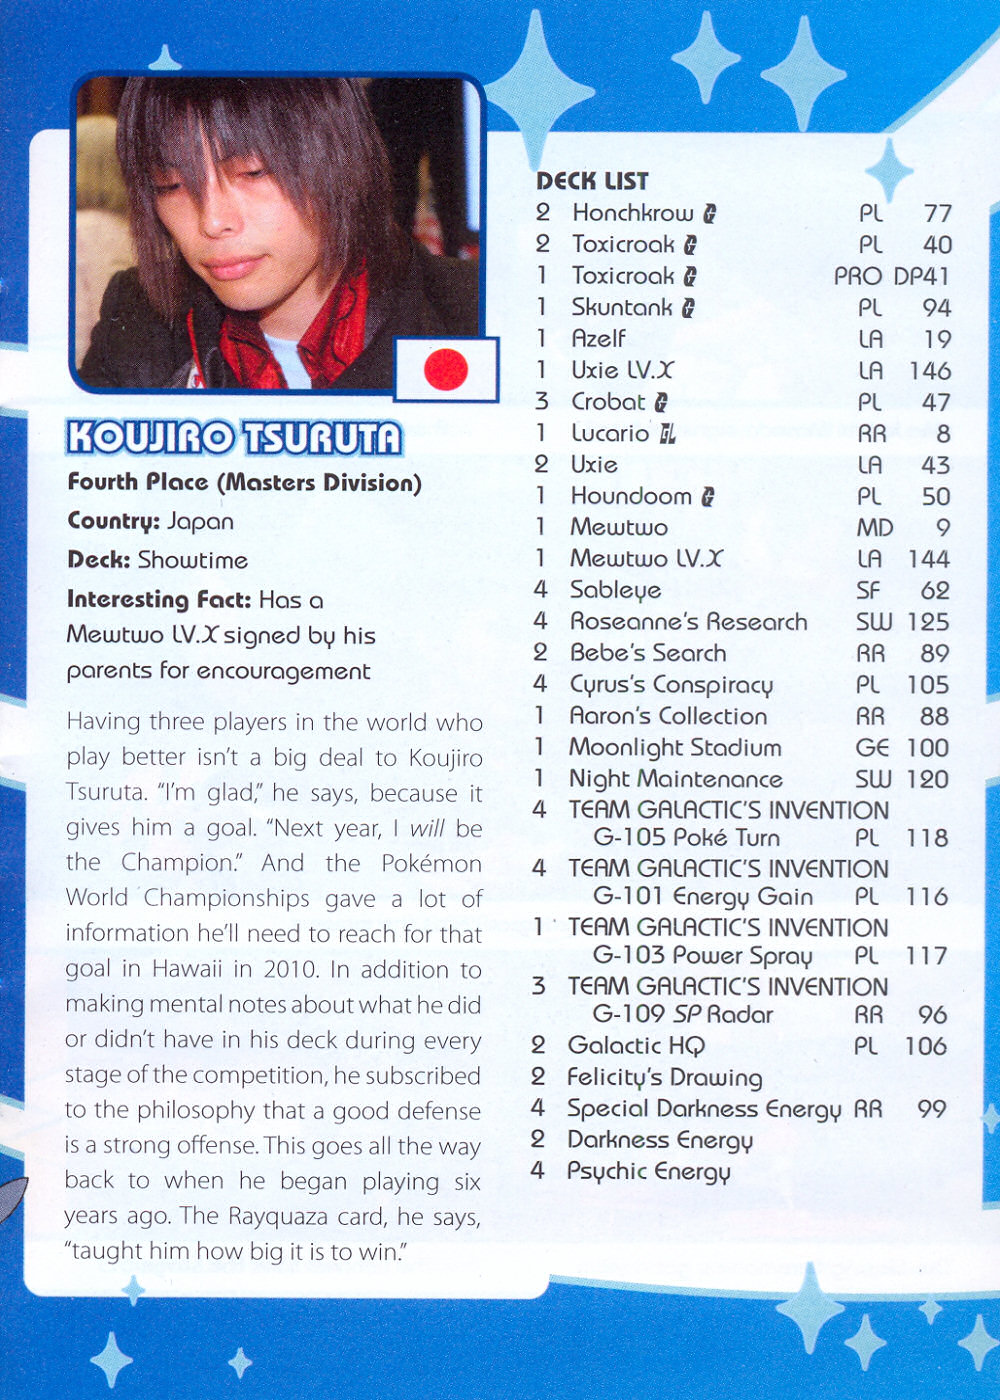 KOUJIRO TSURUTA
Fourth Place (Masters Division)
Country: Japan
Deck: Showtime
Interesting Fact: Has a
Mewtwo LV.X signed by his
parents for encouragement
Having three players in the world who
play better isn't a big deal to Koujiro
Tsuruta. "I'm glad," he says, because it
gives him a goal. "Next year, I will be
the Champion." And the Pokémon
World Championships gave a lot of
information he'll need to reach for that
goal in Hawaii in 2010. In addition to
making mental notes about what he did
or didn't have in his deck during every
stage of the competition, he subscribed
to the philosophy that a good defense
is a strong offense. This goes all the way
back to when he began playing six
years ago. The Rayquaza card, he says,
"taught him how big it is to win."
DECK LIST
2 Honchkrow G PL 77
2 Toxicroak G PL 40
1 Toxicroak G PRO DP41
1 Skuntank G PL 94
1 Azelf LA 19
1 Uxie LV.X LA 146
3 Crobat G PL 47
1 Lucario GL RR 8
2 Uxie LA 43
1 Houndoom G PL 50
1 Mewtwo MD 9
1 Mewtwo LV.X LA 144
4 Sableye SF 62
4 Roseanne's Research SW 125
2 Bebe's Search RR 89
4 Cyrus's Conspiracy PL 105
1 Aaron's Collection RR 88
1 Moonlight Stadium GE 100
1 Night Maintenance SW 120
4 TEAM GALACTIC'S INVENTION
G-105 Poké Turn PL 118
4 TEAM GALACTIC'S INVENTION
G-101 Energy Gain PL 116
1 TEAM GALACTIC'S INVENTION
G-103 Power Spray PL 117
3 TEAM GALACTIC'S INVENTION
G-109 SP Radar RR 96
2 Galactic HQ PL 106
2 Felicity's Drawing
4 Special Darkness Energy RR 99
2 Darkness Energy
4 Psychic Energy